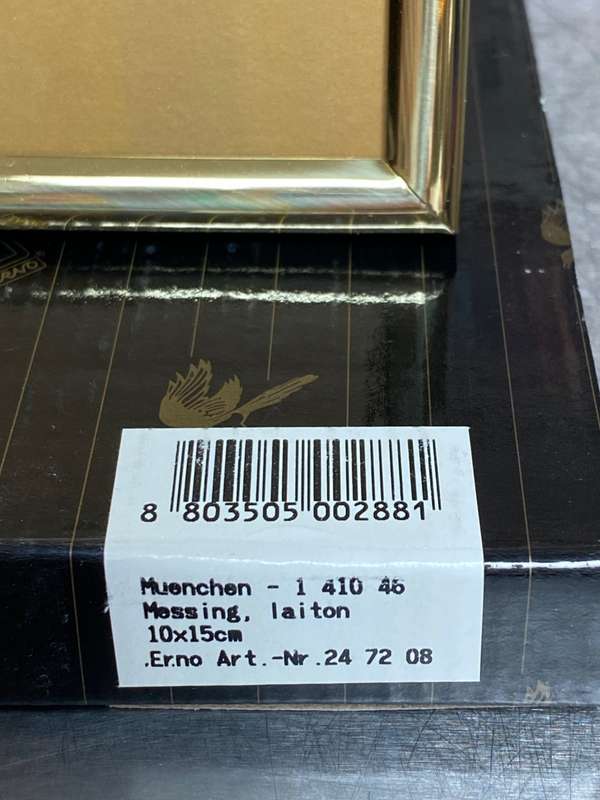 8 803505 002881
Muenchen - 1 410 46
Messing, laiton
10x15cm
.Erno Art.-Nr.24 72 08